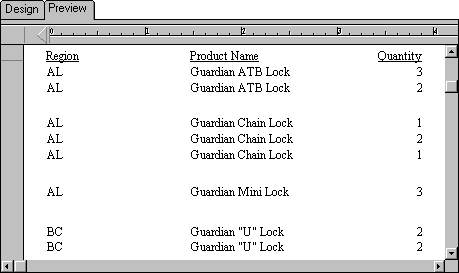 Design Preview
0 1 2 3 4
Region Product Name Quantity
AL Guardian ATB Lock 3
AL Guardian ATB Lock 2
AL Guardian Chain Lock 1
AL Guardian Chain Lock 2
AL Guardian Chain Lock 1
AL Guardian Mini Lock 3
BC Guardian "U" Lock 2
BC Guardian "U" Lock 2